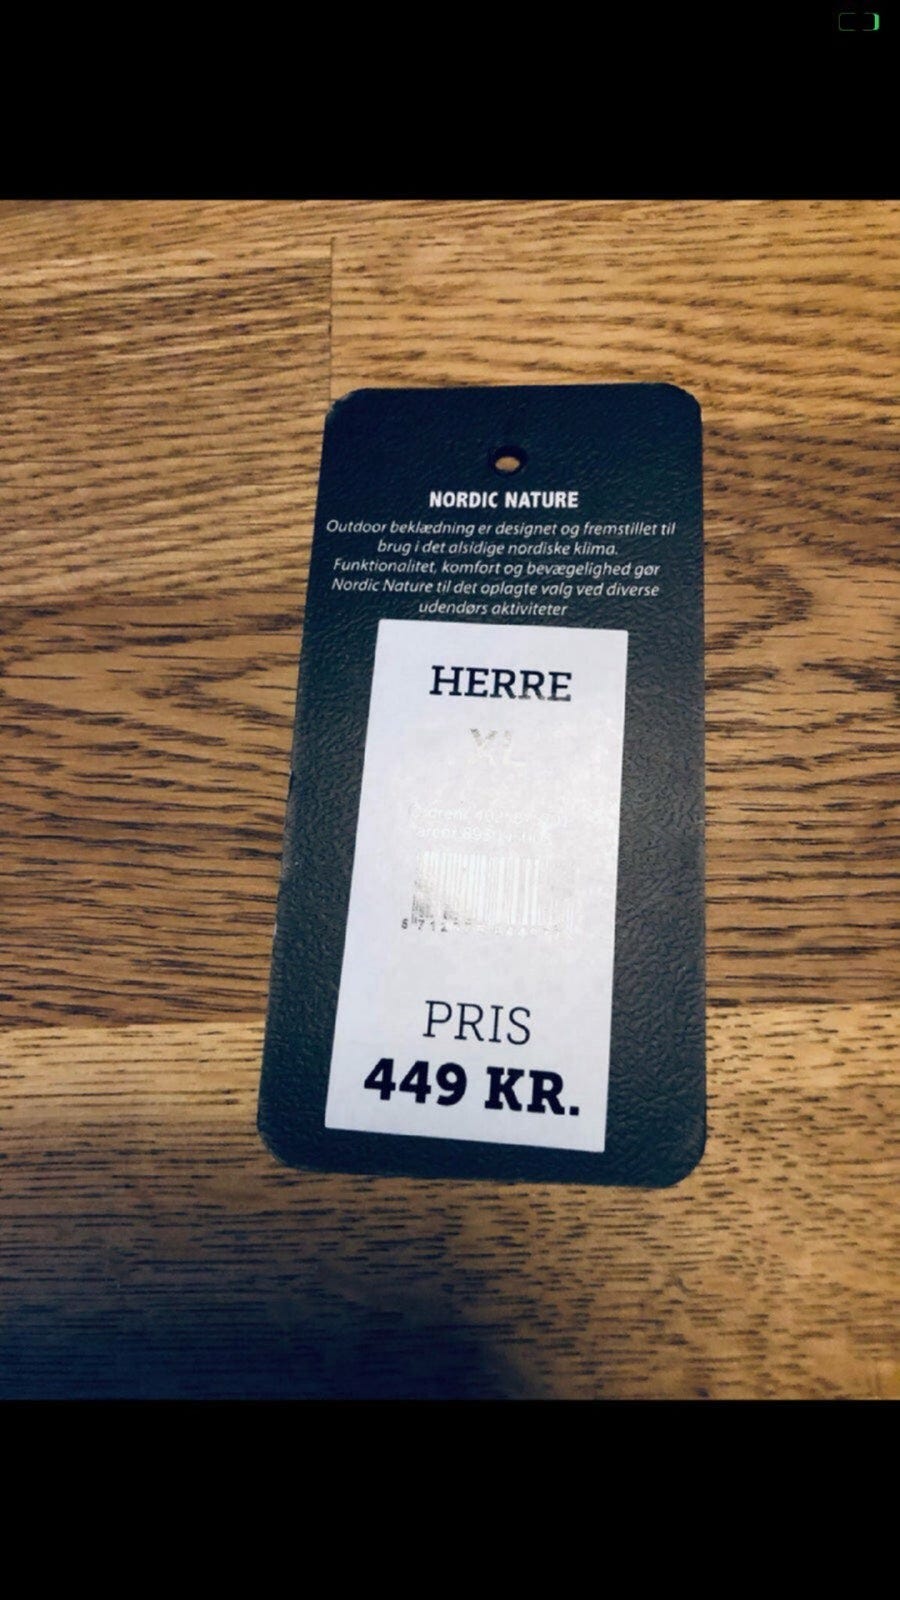 NORDIC NATURE
Outdoor beklædning er designet og fremstillet til
brug i det alsidige nordiske klima.
Funktionalitet, komfort og bevægelighed gør
Nordic Nature til det oplagte valg ved diverse
udendørs aktiviteter
HERRE
XL
PRIS
449 KR.